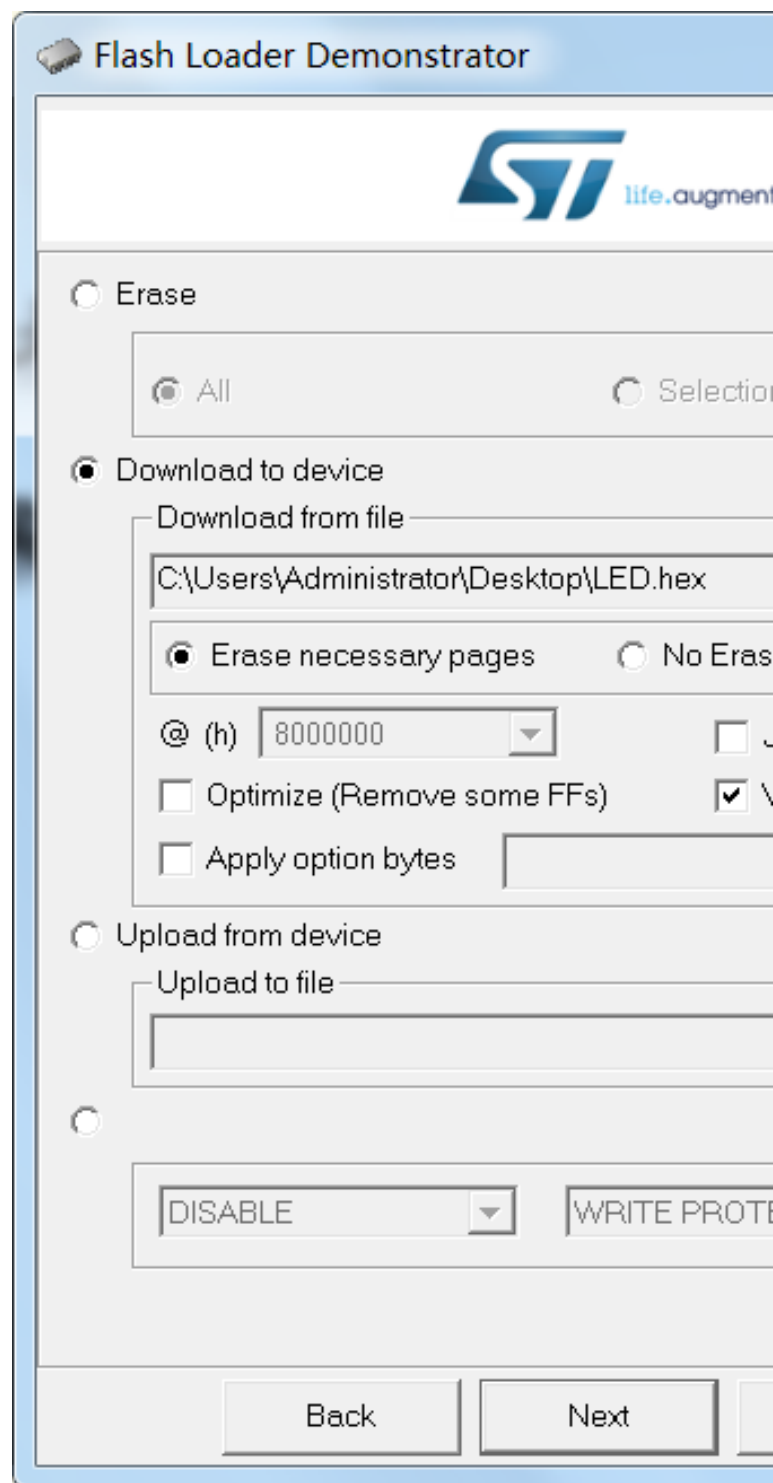 Flash Loader Demonstrator
life.augment
Erase
All Selection
Download to device
Download from file
C:\Users\Administrator\Desktop\LED.hex
Erase necessary pages No Eras
@ (h) 8000000
Optimize (Remove some FFs)
Apply option bytes
Upload from device
Upload to file
DISABLE WRITE PROTE
Back Next